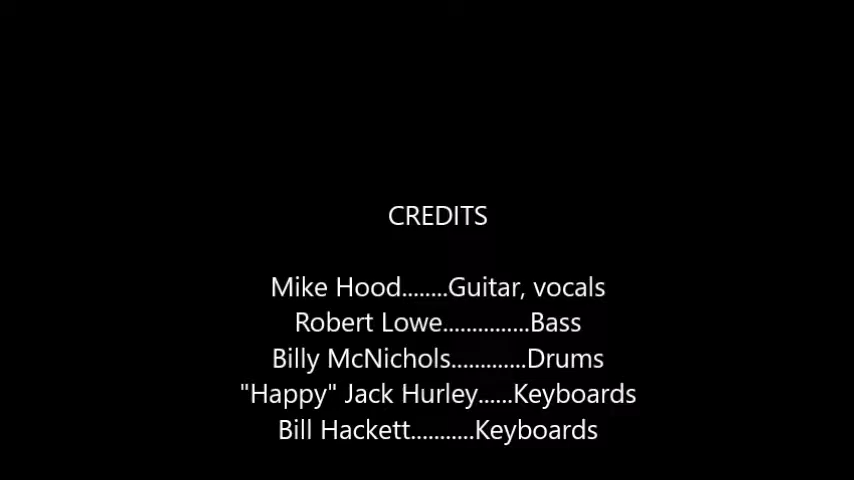 CREDITS
Mike Hood........Guitar, vocals
Robert Lowe...............Bass
Billy McNichols.............Drums
"Happy" Jack Hurley......Keyboards
Bill Hackett...........Keyboards